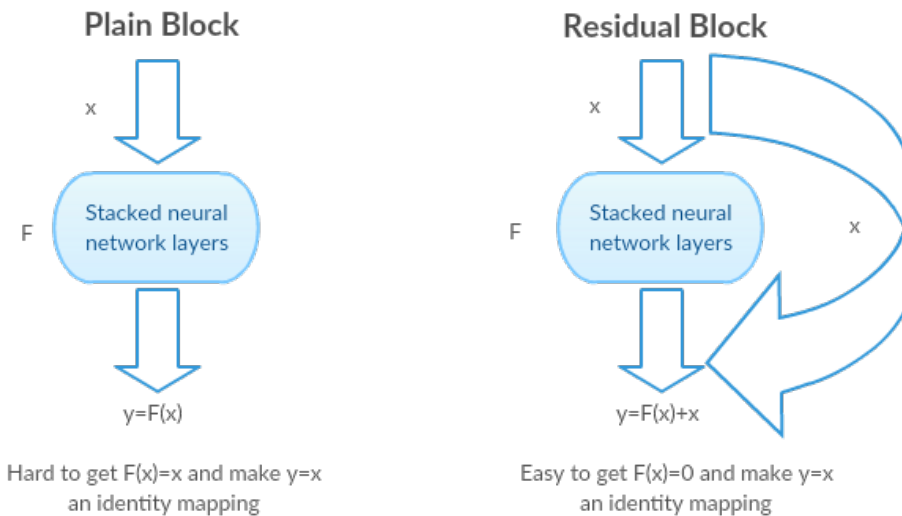 Plain Block
x
F
Stacked neural
network layers
y=F(x)
Hard to get F(x)=x and make y=x
an identity mapping
Residual Block
x
F
Stacked neural
network layers
x
y=F(x)+x
Easy to get F(x)=0 and make y=x
an identity mapping